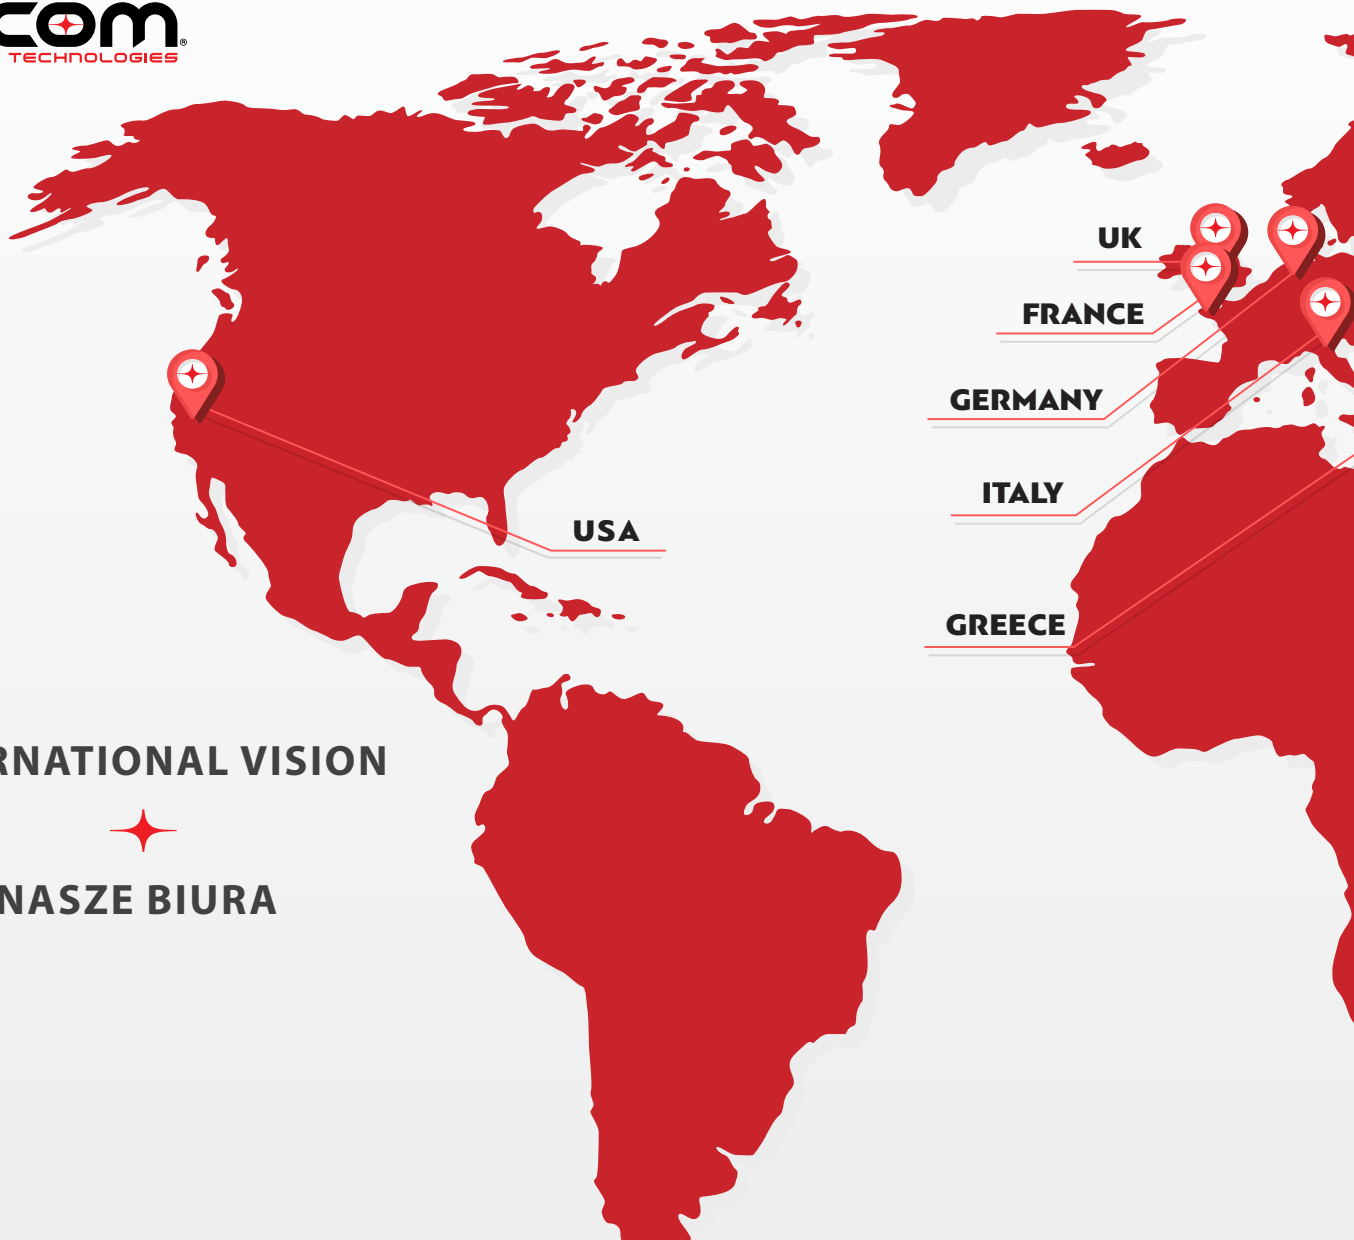 COM®
TECHNOLOGIES
UK
FRANCE
GERMANY
ITALY
USA
GREECE
RNATIONAL VISION
NASZE BIURA